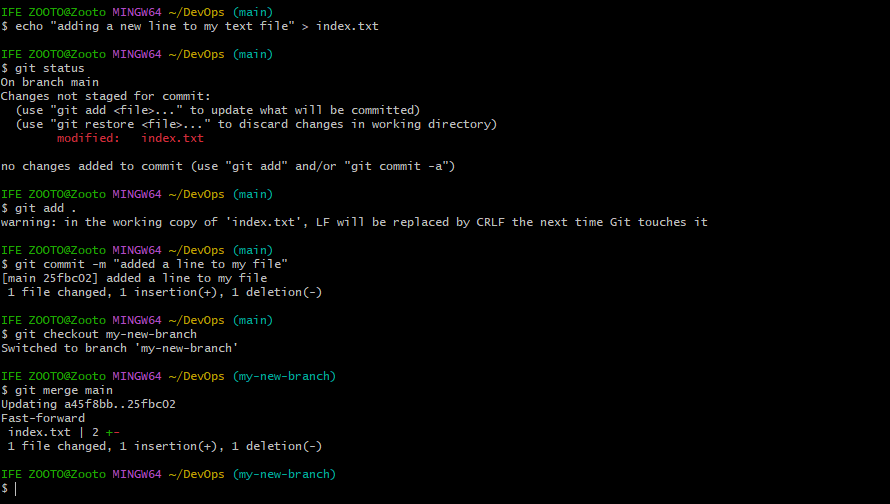 IFE ZOOTO@Zooto MINGW64 ~/DevOps (main)
$ echo "adding a new line to my text file" > index.txt
IFE ZOOTO@Zooto MINGW64 ~/DevOps (main)
$ git status
On branch main
Changes not staged for commit:
  (use "git add <file>..." to update what will be committed)
  (use "git restore <file>..." to discard changes in working directory)
        modified:   index.txt
no changes added to commit (use "git add" and/or "git commit -a")
IFE ZOOTO@Zooto MINGW64 ~/DevOps (main)
$ git add .
warning: in the working copy of 'index.txt', LF will be replaced by CRLF the next time Git touches it
IFE ZOOTO@Zooto MINGW64 ~/DevOps (main)
$ git commit -m "added a line to my file"
[main 25fbc02] added a line to my file
 1 file changed, 1 insertion(+), 1 deletion(-)
IFE ZOOTO@Zooto MINGW64 ~/DevOps (main)
$ git checkout my-new-branch
Switched to branch 'my-new-branch'
IFE ZOOTO@Zooto MINGW64 ~/DevOps (my-new-branch)
$ git merge main
Updating a45f8bb..25fbc02
Fast-forward
 index.txt | 2 +-
 1 file changed, 1 insertion(+), 1 deletion(-)
IFE ZOOTO@Zooto MINGW64 ~/DevOps (my-new-branch)
$